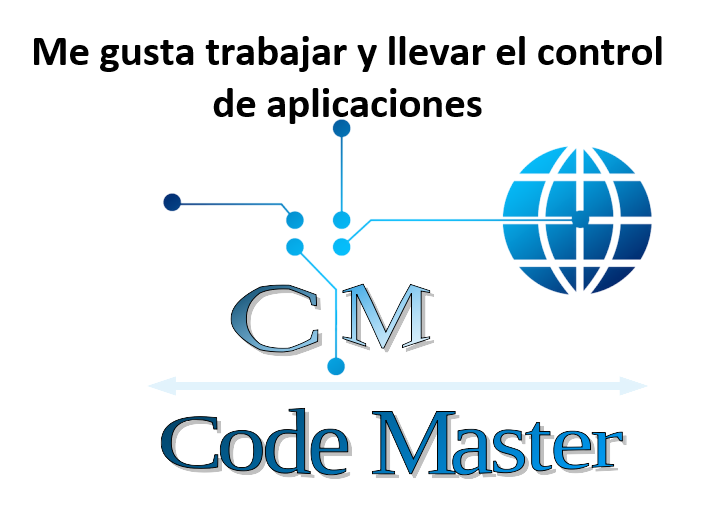 Me gusta trabajar y llevar el control
de aplicaciones
CM
Code Master